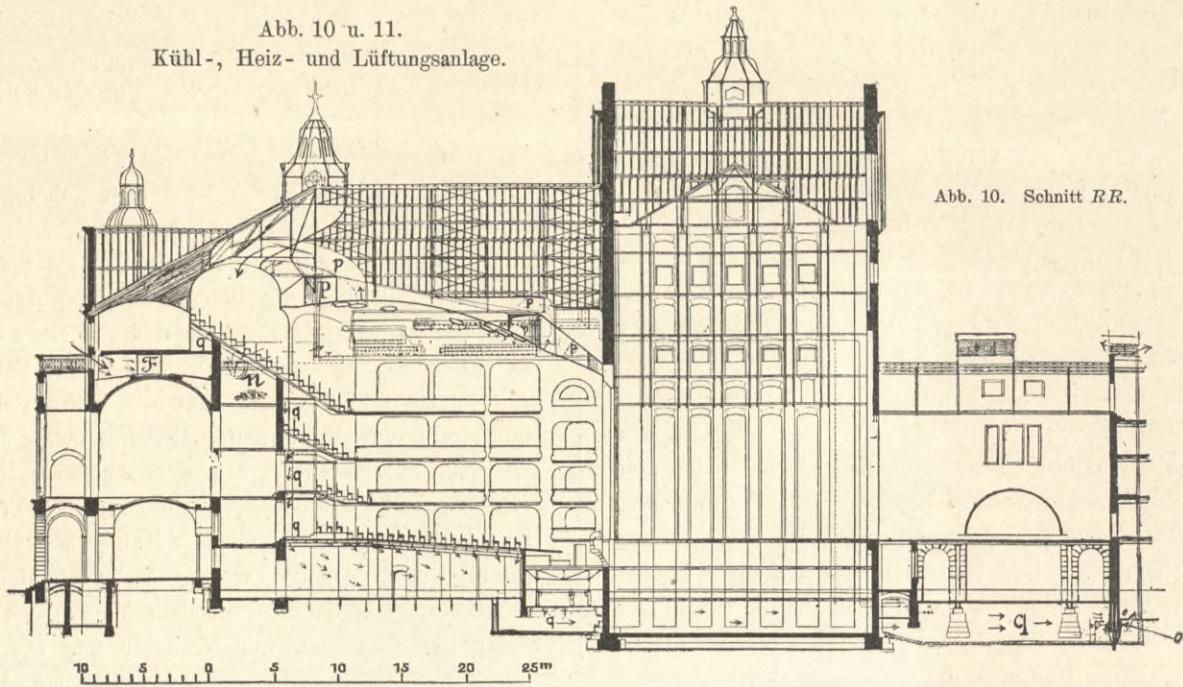 Abb. 10 u. 11.
Kühl-, Heiz- und Lüftungsanlage.
Abb. 10. Schnitt RR.
p
p
p
p
F
n
q
q
q
q
q
q
o
o
10 5 0 5 10 15 20 25m